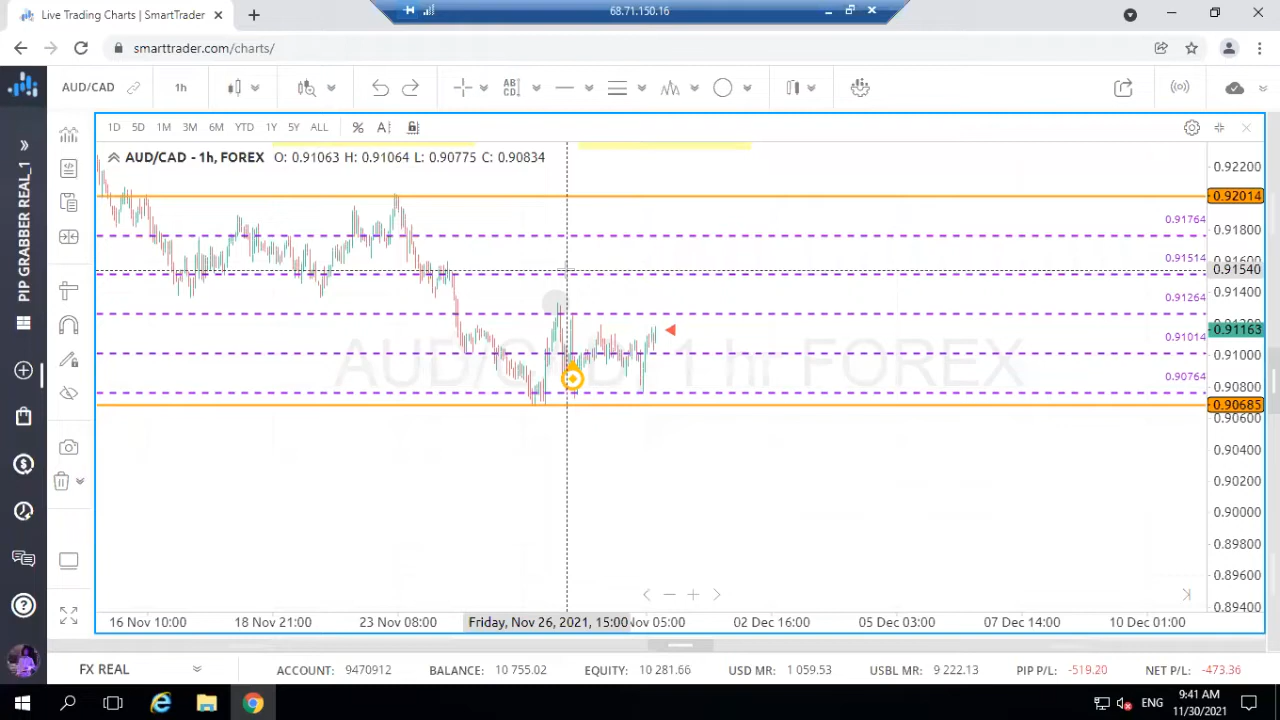 Live Trading Charts | SmartTrader
68.71.150.16
smarttrader.com/charts/
AUD/CAD
1h
AB
CD
1D 5D 1M 3M 6M YTD 1Y 5Y ALL % A
AUD/CAD - 1h, FOREX O: 0.91063 H: 0.91064 L: 0.90775 C: 0.90834
PIP GRABBER REAL_1
AUD/CAD - 1 hr FOREX
0.92200
0.92014
0.91764
0.91800
0.91514
0.91540
0.91400
0.91264
0.91163
0.91014
0.91000
0.90764
0.90800
0.90685
0.90600
0.90400
0.90200
0.90000
0.89800
0.89600
0.89400
16 Nov 10:00 18 Nov 21:00 23 Nov 08:00 Friday, Nov 26, 2021, 15:00 Nov 05:00 02 Dec 16:00 05 Dec 03:00 07 Dec 14:00 10 Dec 01:00
FX REAL ACCOUNT: 9470912 BALANCE: 10 755.02 EQUITY: 10 281.66 USD MR: 1 059.53 USBL MR: 9 222.13 PIP P/L: -519.20 NET P/L: -473.36
ENG
9:41 AM
11/30/2021